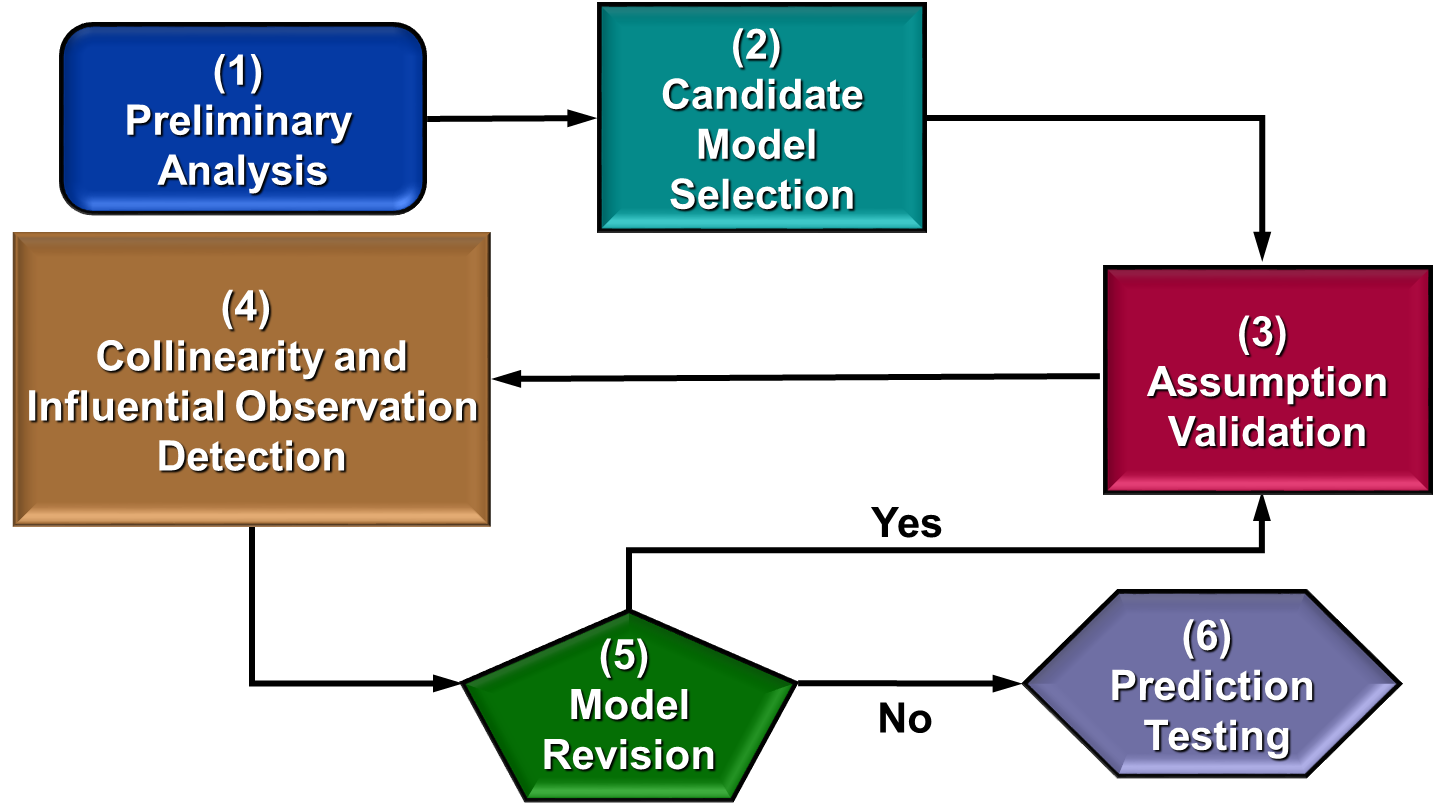 (1)
Preliminary
Analysis
(2)
Candidate
Model
Selection
(3)
Assumption
Validation
(4)
Collinearity and
Influential Observation
Detection
Yes
(5)
Model
Revision
No
(6)
Prediction
Testing